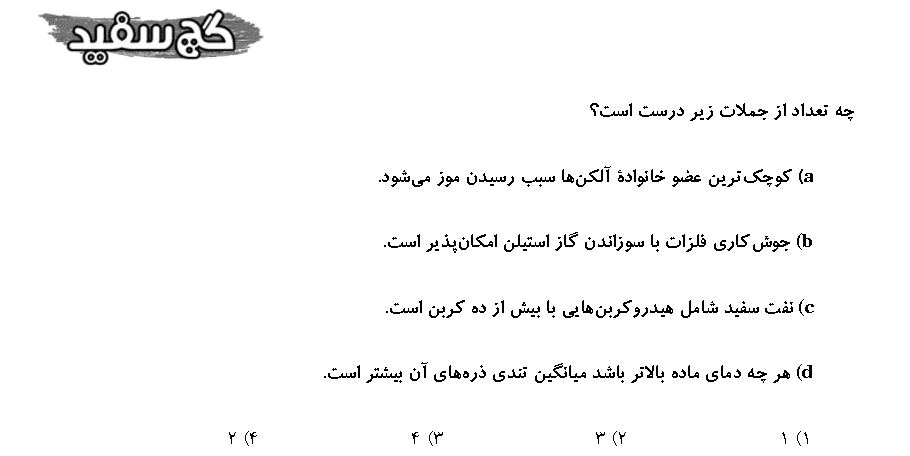 گچ سفید
چه تعداد از جملات زیر درست است؟
a) کوچک‌ترین عضو خانوادهٔ آلکن‌ها سبب رسیدن موز می‌شود.
b) جوش‌کاری فلزات با سوزاندن گاز استیلن امکان‌پذیر است.
c) نفت سفید شامل هیدروکربن‌هایی با بیش از ده کربن است.
d) هر چه دمای ماده بالاتر باشد میانگین تندی ذره‌های آن بیشتر است.
۱) ۱ ۲) ۳ ۳) ۴ ۴) ۲